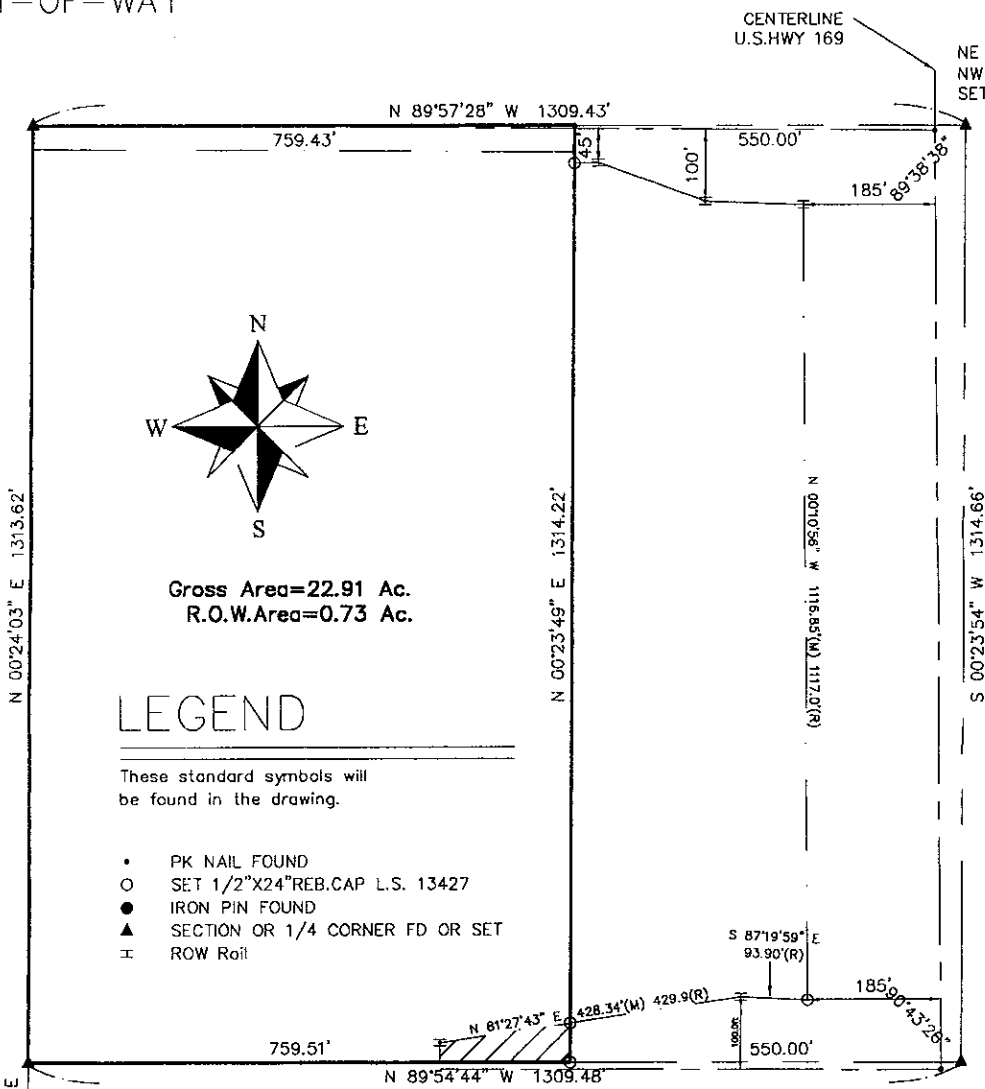 -OF-WAY
CENTERLINE
U.S.HWY 169
NE
NW
SET
N 89°57'28" W 1309.43'
759.43'
45'
100'
550.00'
185'
89°38'38"
N
W
E
S
Gross Area=22.91 Ac.
R.O.W.Area=0.73 Ac.
N 00°24'03" E 1313.62'
N 00°23'49" E 1314.22'
N 00°10'56" W 1116.85'(M) 1117.0'(R)
S 00°23'54" W 1314.66'
LEGEND
These standard symbols will
be found in the drawing.
PK NAIL FOUND
SET 1/2"X24"REB.CAP L.S. 13427
IRON PIN FOUND
SECTION OR 1/4 CORNER FD OR SET
ROW Rail
S 87°19'59" E
93.90'(R)
185'
90°43'26"
N 81°27'43" E 428.34'(M) 429.9(R)
100.0ft
759.51'
550.00'
N 89°54'44" W 1309.48'
E